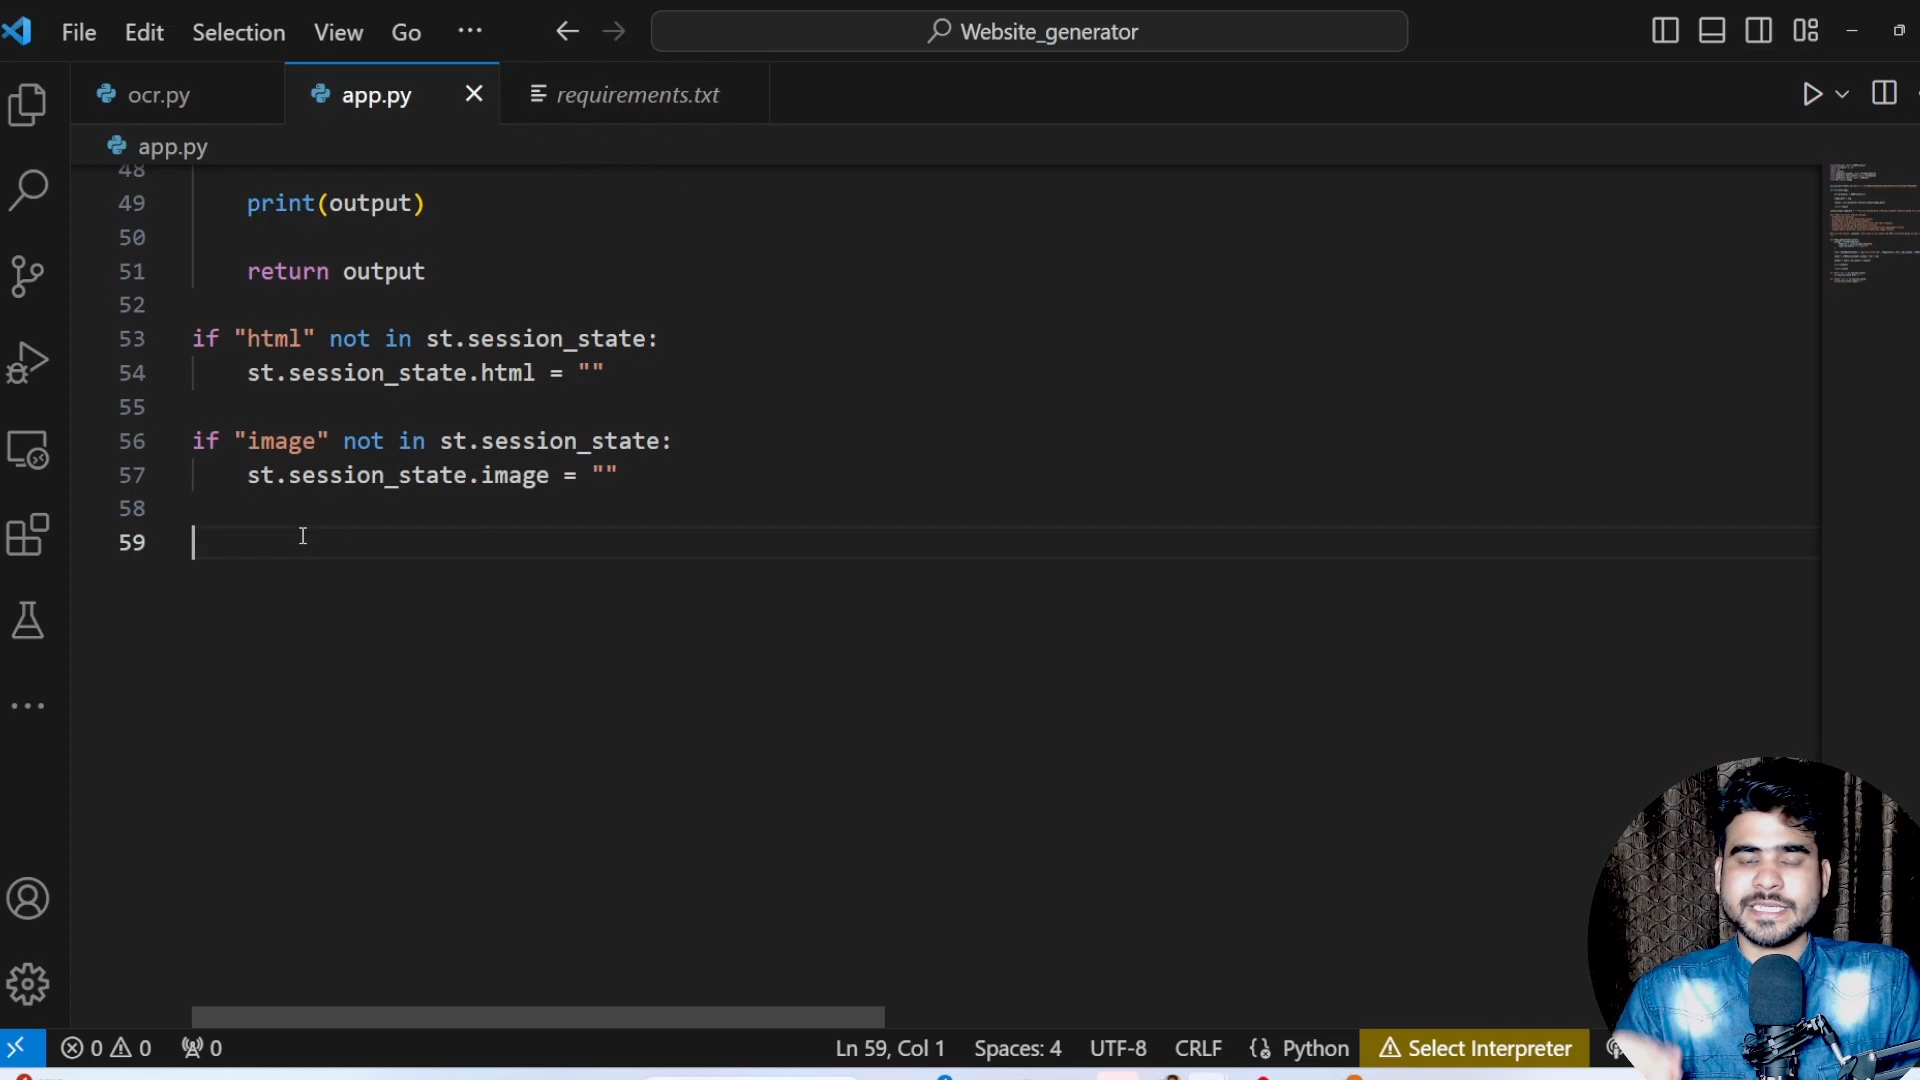 File Edit Selection View Go ··· Website_generator
ocr.py app.py requirements.txt
app.py
48
49 print(output)
50
51 return output
52
53 if "html" not in st.session_state:
54 st.session_state.html = ""
55
56 if "image" not in st.session_state:
57 st.session_state.image = ""
58
59
0 0 0 Ln 59, Col 1 Spaces: 4 UTF-8 CRLF Python Select Interpreter